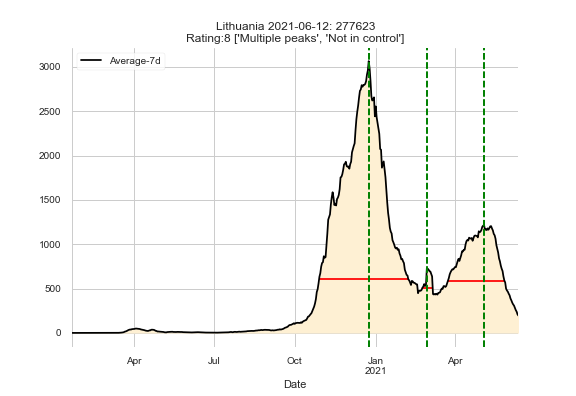 Lithuania 2021-06-12: 277623
Rating:8 ['Multiple peaks', 'Not in control']
Average-7d
3000
2500
2000
1500
1000
500
0
Apr
Jul
Oct
Jan
2021
Apr
Date